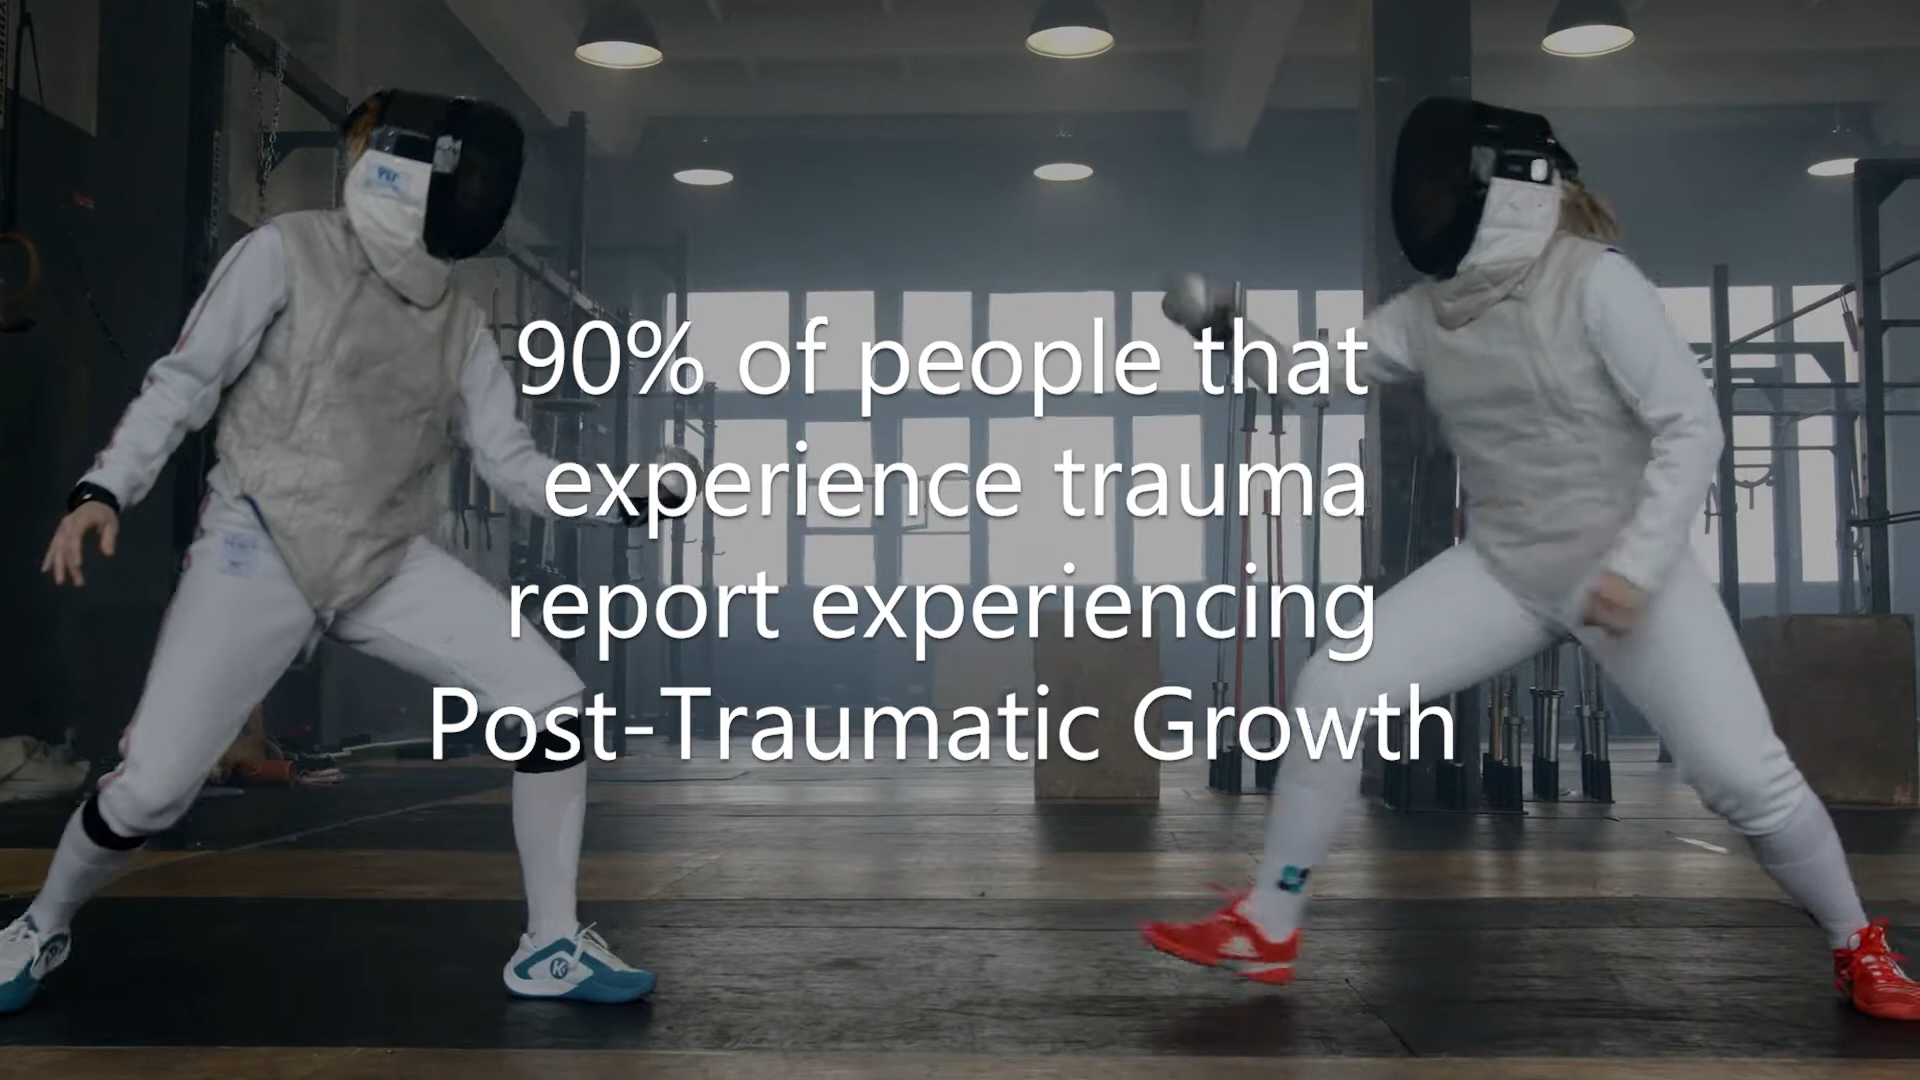 90% of people that
experience trauma
report experiencing
Post-Traumatic Growth
K